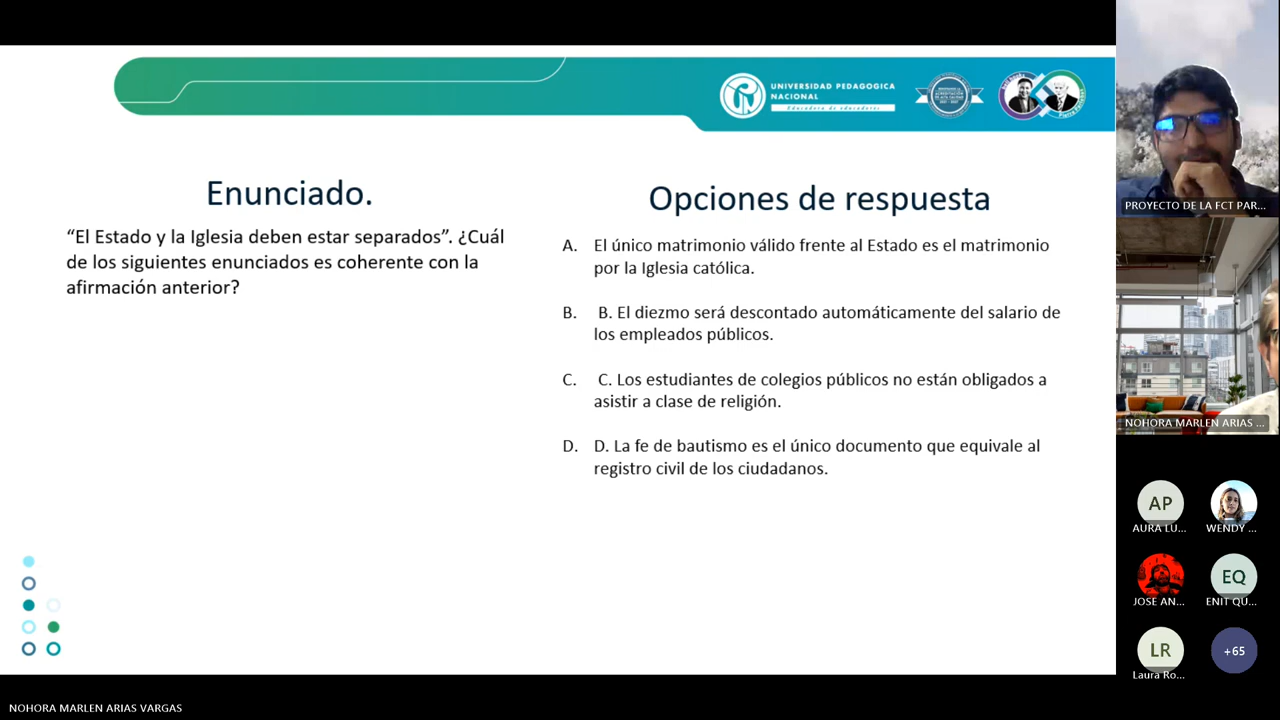 UNIVERSIDAD PEDAGOGICA
NACIONAL
Educadora de educadores
Enunciado.
“El Estado y la Iglesia deben estar separados”. ¿Cuál
de los siguientes enunciados es coherente con la
afirmación anterior?
Opciones de respuesta
A. El único matrimonio válido frente al Estado es el matrimonio
por la Iglesia católica.
B. B. El diezmo será descontado automáticamente del salario de
los empleados públicos.
C. C. Los estudiantes de colegios públicos no están obligados a
asistir a clase de religión.
D. D. La fe de bautismo es el único documento que equivale al
registro civil de los ciudadanos.
PROYECTO DE LA FCT PAR...
NOHORA MARLEN ARIAS ...
AP
AURA LU...
WENDY ...
JOSE AN...
EQ
ENIT QU...
LR
Laura Ro...
+65
NOHORA MARLEN ARIAS VARGAS